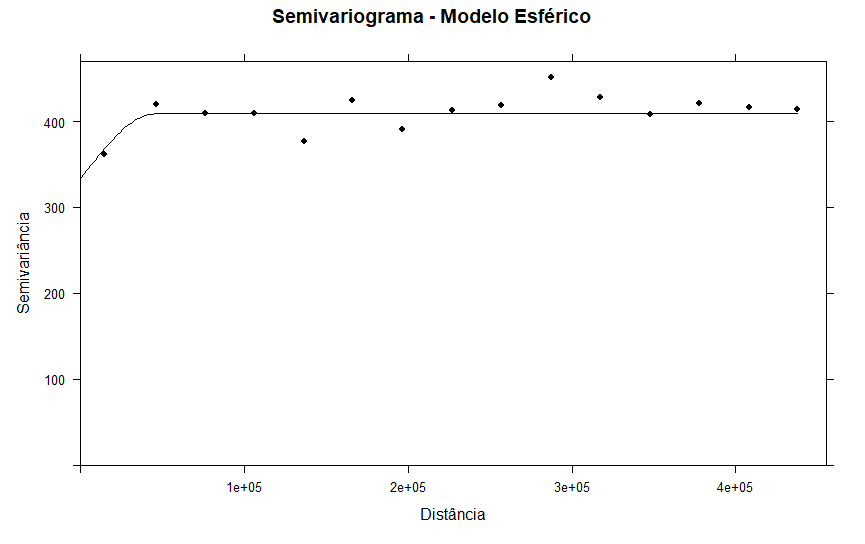 Semivariograma - Modelo Esférico
400
300
200
100
Semivariância
1e+05 2e+05 3e+05 4e+05
Distância